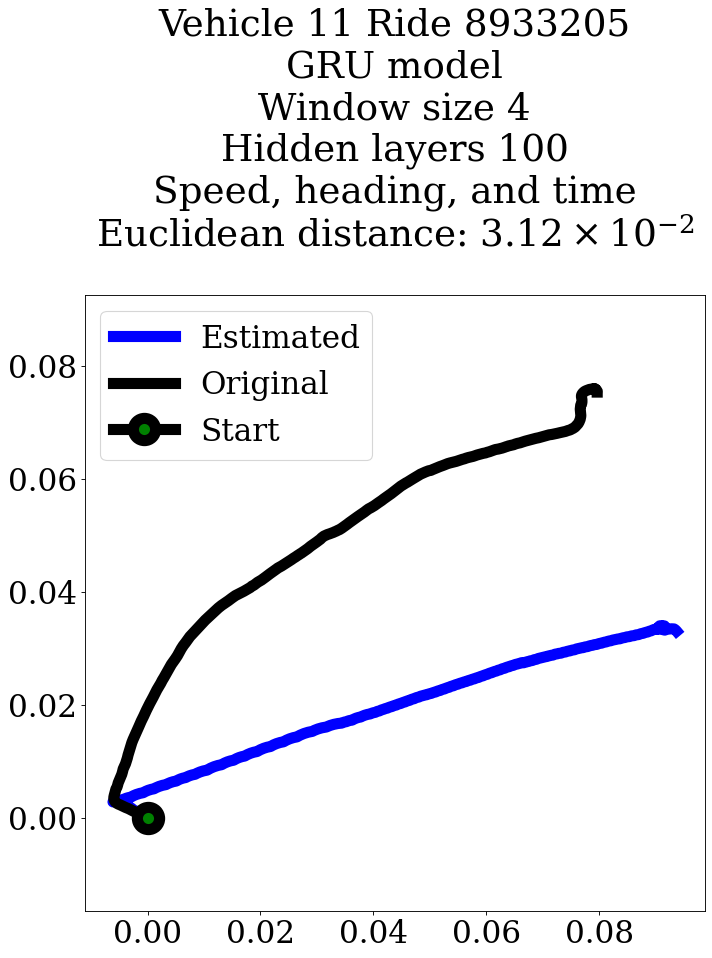 Vehicle 11 Ride 8933205
GRU model
Window size 4
Hidden layers 100
Speed, heading, and time
Euclidean distance: 3.12 × 10⁻²
Estimated
Original
Start
0.08
0.06
0.04
0.02
0.00
0.00 0.02 0.04 0.06 0.08